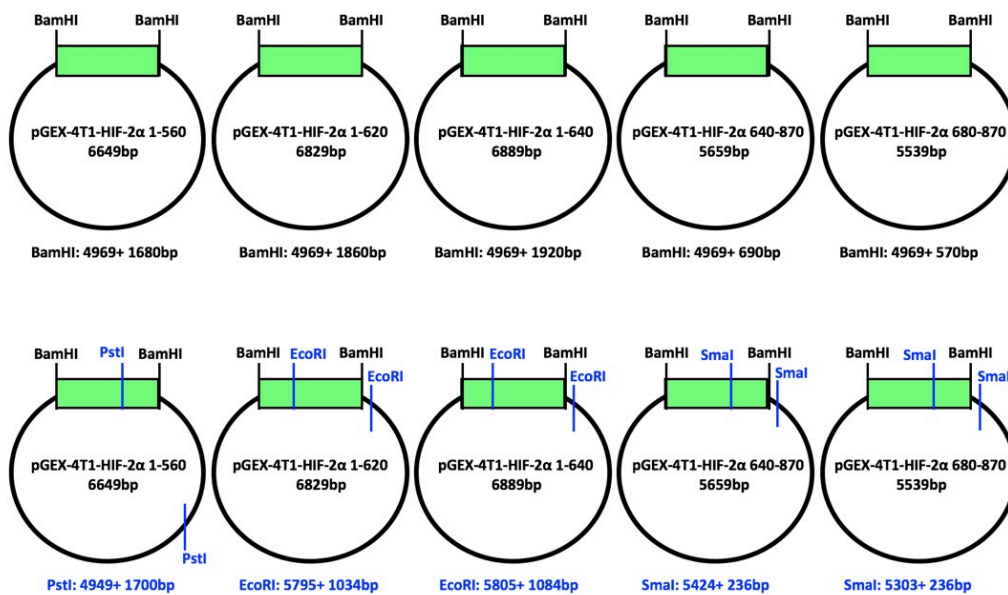 BamHI BamHI BamHI BamHI BamHI BamHI BamHI BamHI BamHI BamHI
pGEX-4T1-HIF-2α 1-560
6649bp
pGEX-4T1-HIF-2α 1-620
6829bp
pGEX-4T1-HIF-2α 1-640
6889bp
pGEX-4T1-HIF-2α 640-870
5659bp
pGEX-4T1-HIF-2α 680-870
5539bp
BamHI: 4969+ 1680bp
BamHI: 4969+ 1860bp
BamHI: 4969+ 1920bp
BamHI: 4969+ 690bp
BamHI: 4969+ 570bp
BamHI PstI BamHI
BamHI EcoRI BamHI
EcoRI
BamHI EcoRI BamHI
EcoRI
BamHI SmaI BamHI
SmaI
BamHI SmaI BamHI
SmaI
pGEX-4T1-HIF-2α 1-560
6649bp
PstI
pGEX-4T1-HIF-2α 1-620
6829bp
pGEX-4T1-HIF-2α 1-640
6889bp
pGEX-4T1-HIF-2α 640-870
5659bp
pGEX-4T1-HIF-2α 680-870
5539bp
PstI: 4949+ 1700bp
EcoRI: 5795+ 1034bp
EcoRI: 5805+ 1084bp
SmaI: 5424+ 236bp
SmaI: 5303+ 236bp